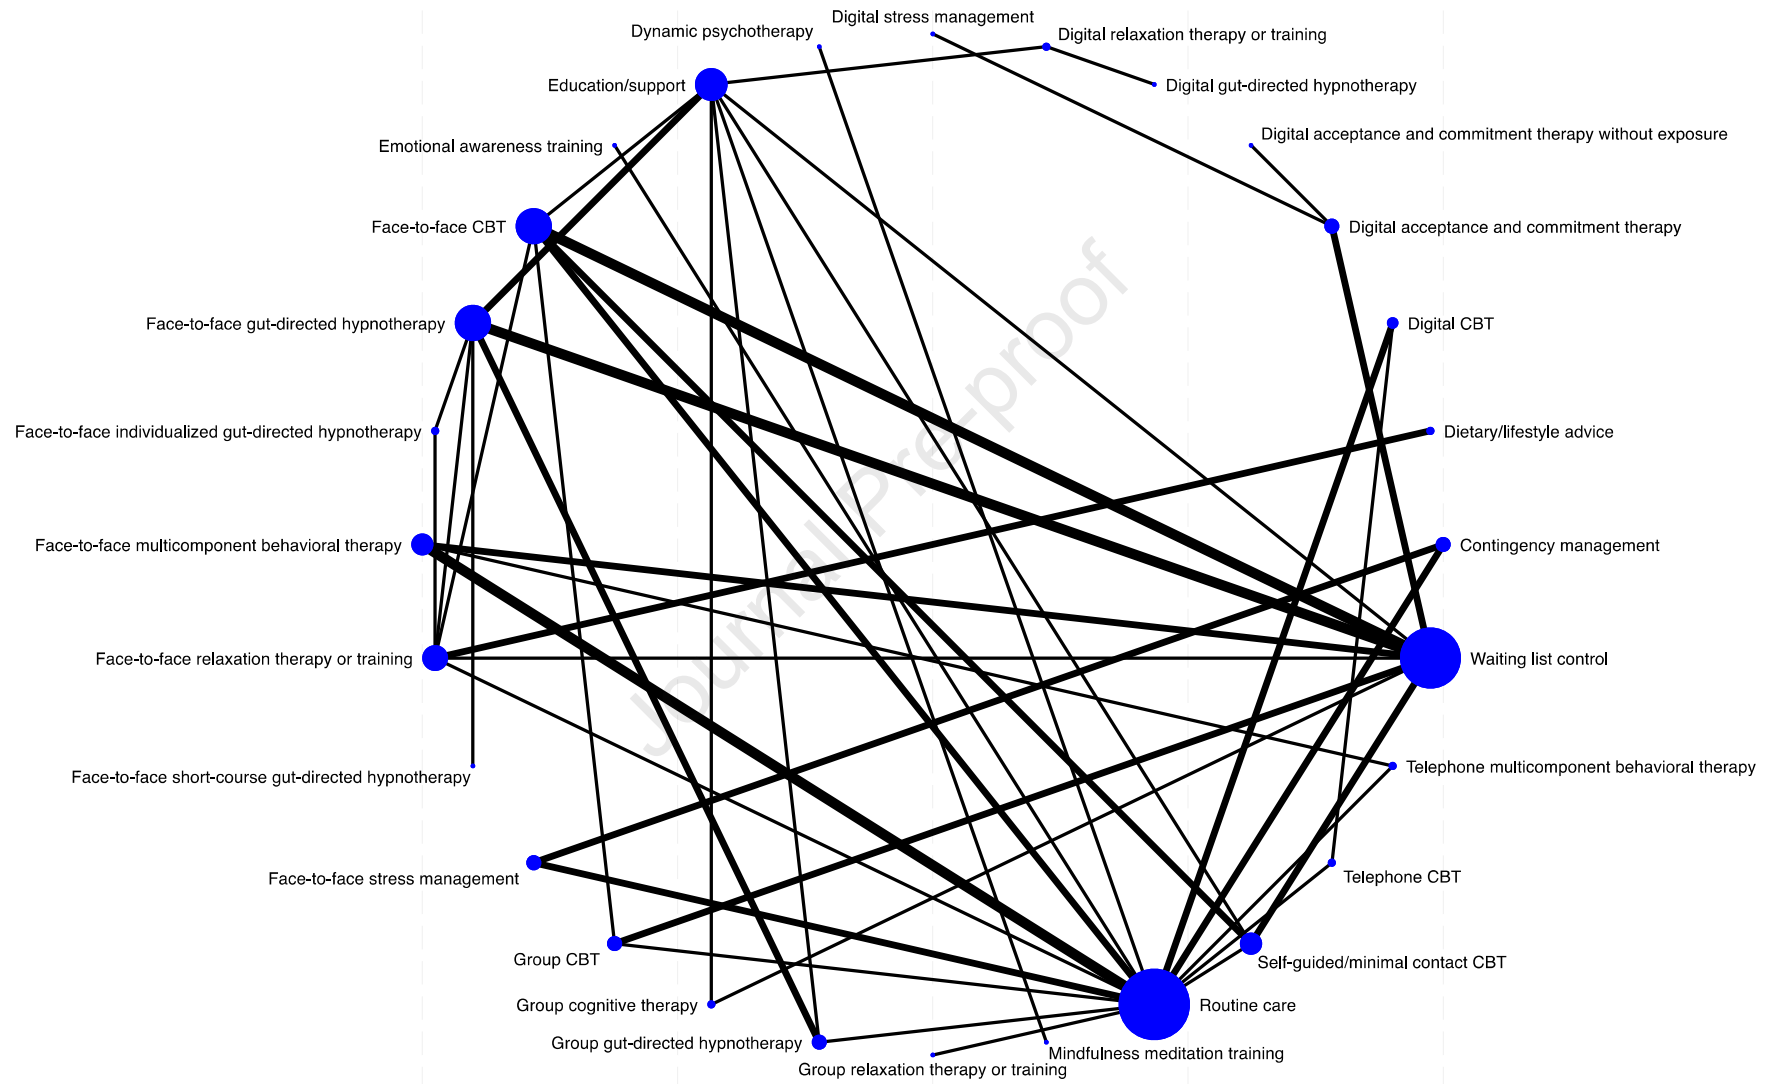 Digital stress management
Dynamic psychotherapy
Digital relaxation therapy or training
Education/support
Digital gut-directed hypnotherapy
Digital acceptance and commitment therapy without exposure
Emotional awareness training
Face-to-face CBT
Digital acceptance and commitment therapy
Face-to-face gut-directed hypnotherapy
Digital CBT
Face-to-face individualized gut-directed hypnotherapy
Dietary/lifestyle advice
Journal Pre-proof
Face-to-face multicomponent behavioral therapy
Contingency management
Face-to-face relaxation therapy or training
Waiting list control
Face-to-face short-course gut-directed hypnotherapy
Telephone multicomponent behavioral therapy
Face-to-face stress management
Telephone CBT
Group CBT
Self-guided/minimal contact CBT
Group cognitive therapy
Routine care
Group gut-directed hypnotherapy
Mindfulness meditation training
Group relaxation therapy or training